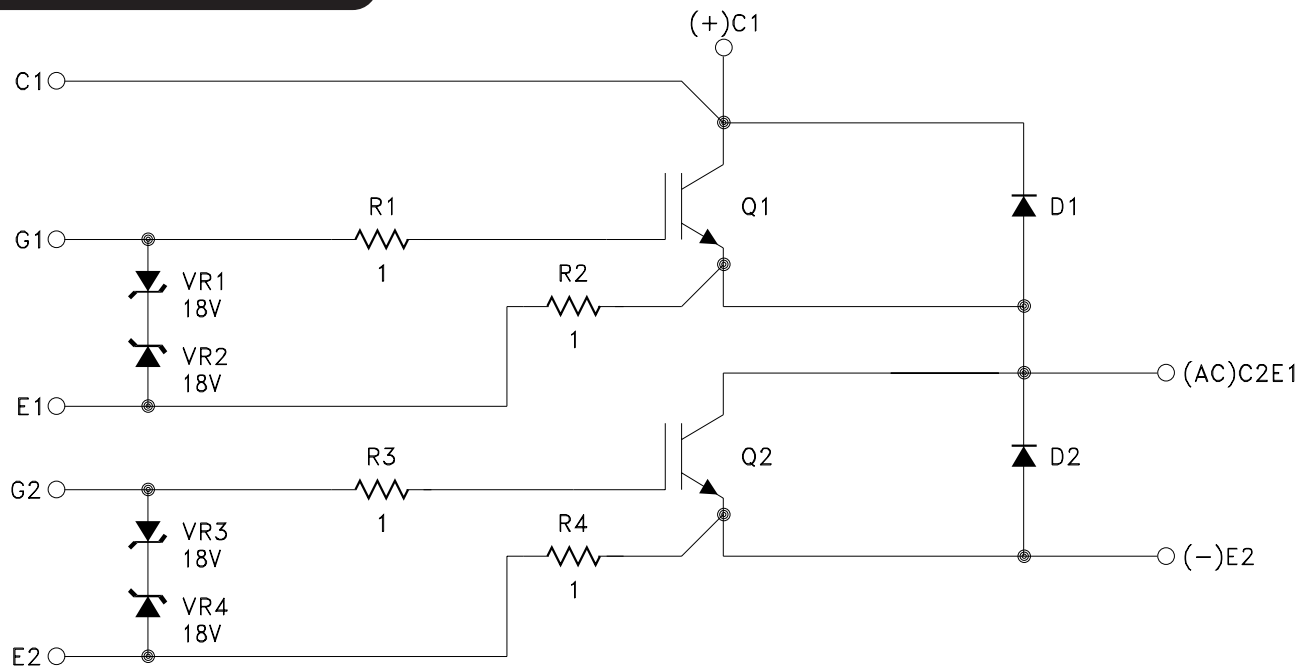 (+)C1
C1
R1
Q1
D1
G1
1
R2
VR1
18V
1
VR2
18V
(AC)C2E1
E1
R3
Q2
D2
G2
1
R4
VR3
18V
(-)E2
1
VR4
18V
E2